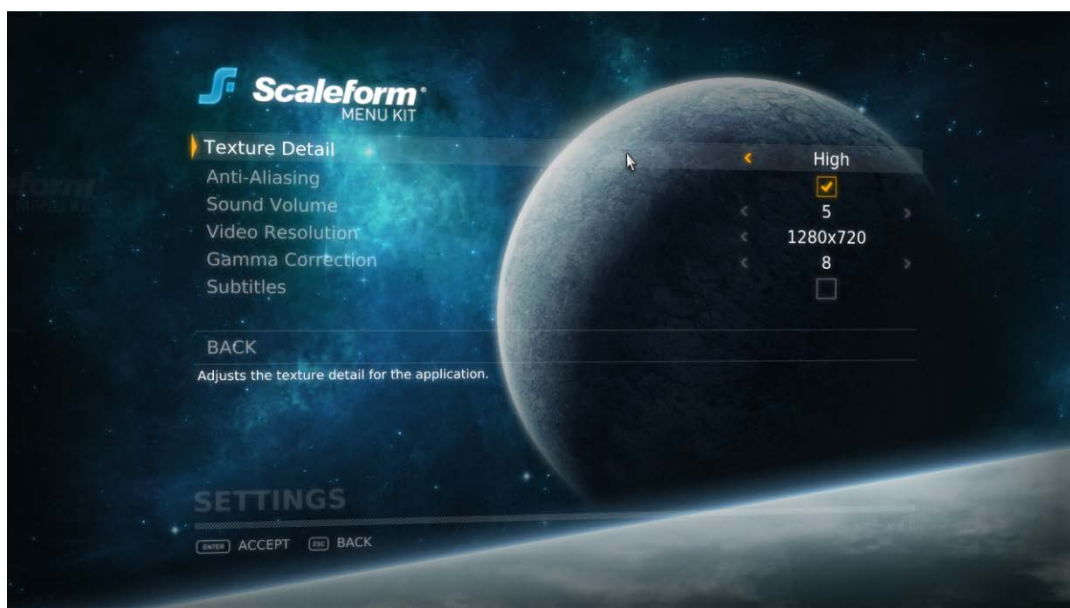 Scaleform
MENU KIT
Texture Detail < High
Anti-Aliasing
Sound Volume < 5 >
Video Resolution < 1280x720
Gamma Correction < 8 >
Subtitles
BACK
Adjusts the texture detail for the application.
SETTINGS
ENTER ACCEPT ESC BACK